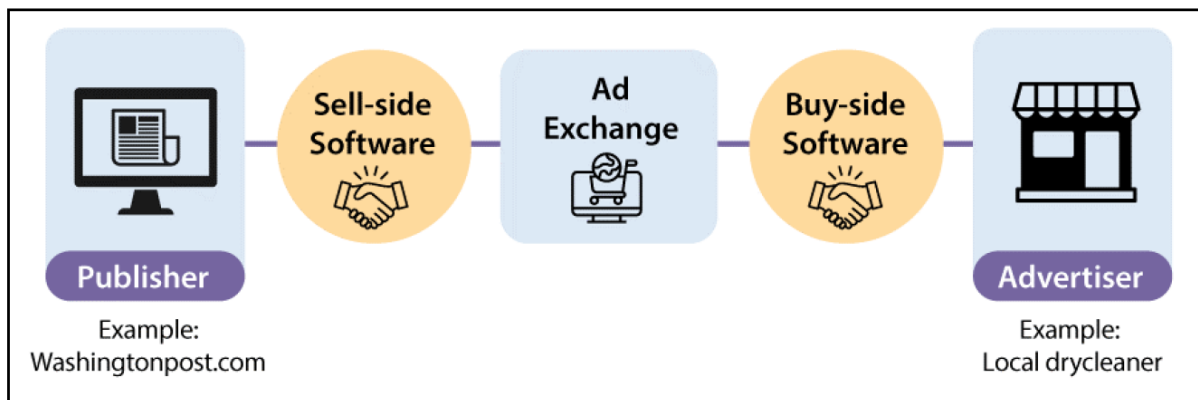 Sell-side
Software
Ad
Exchange
Buy-side
Software
Publisher
Advertiser
Example:
Washingtonpost.com
Example:
Local drycleaner